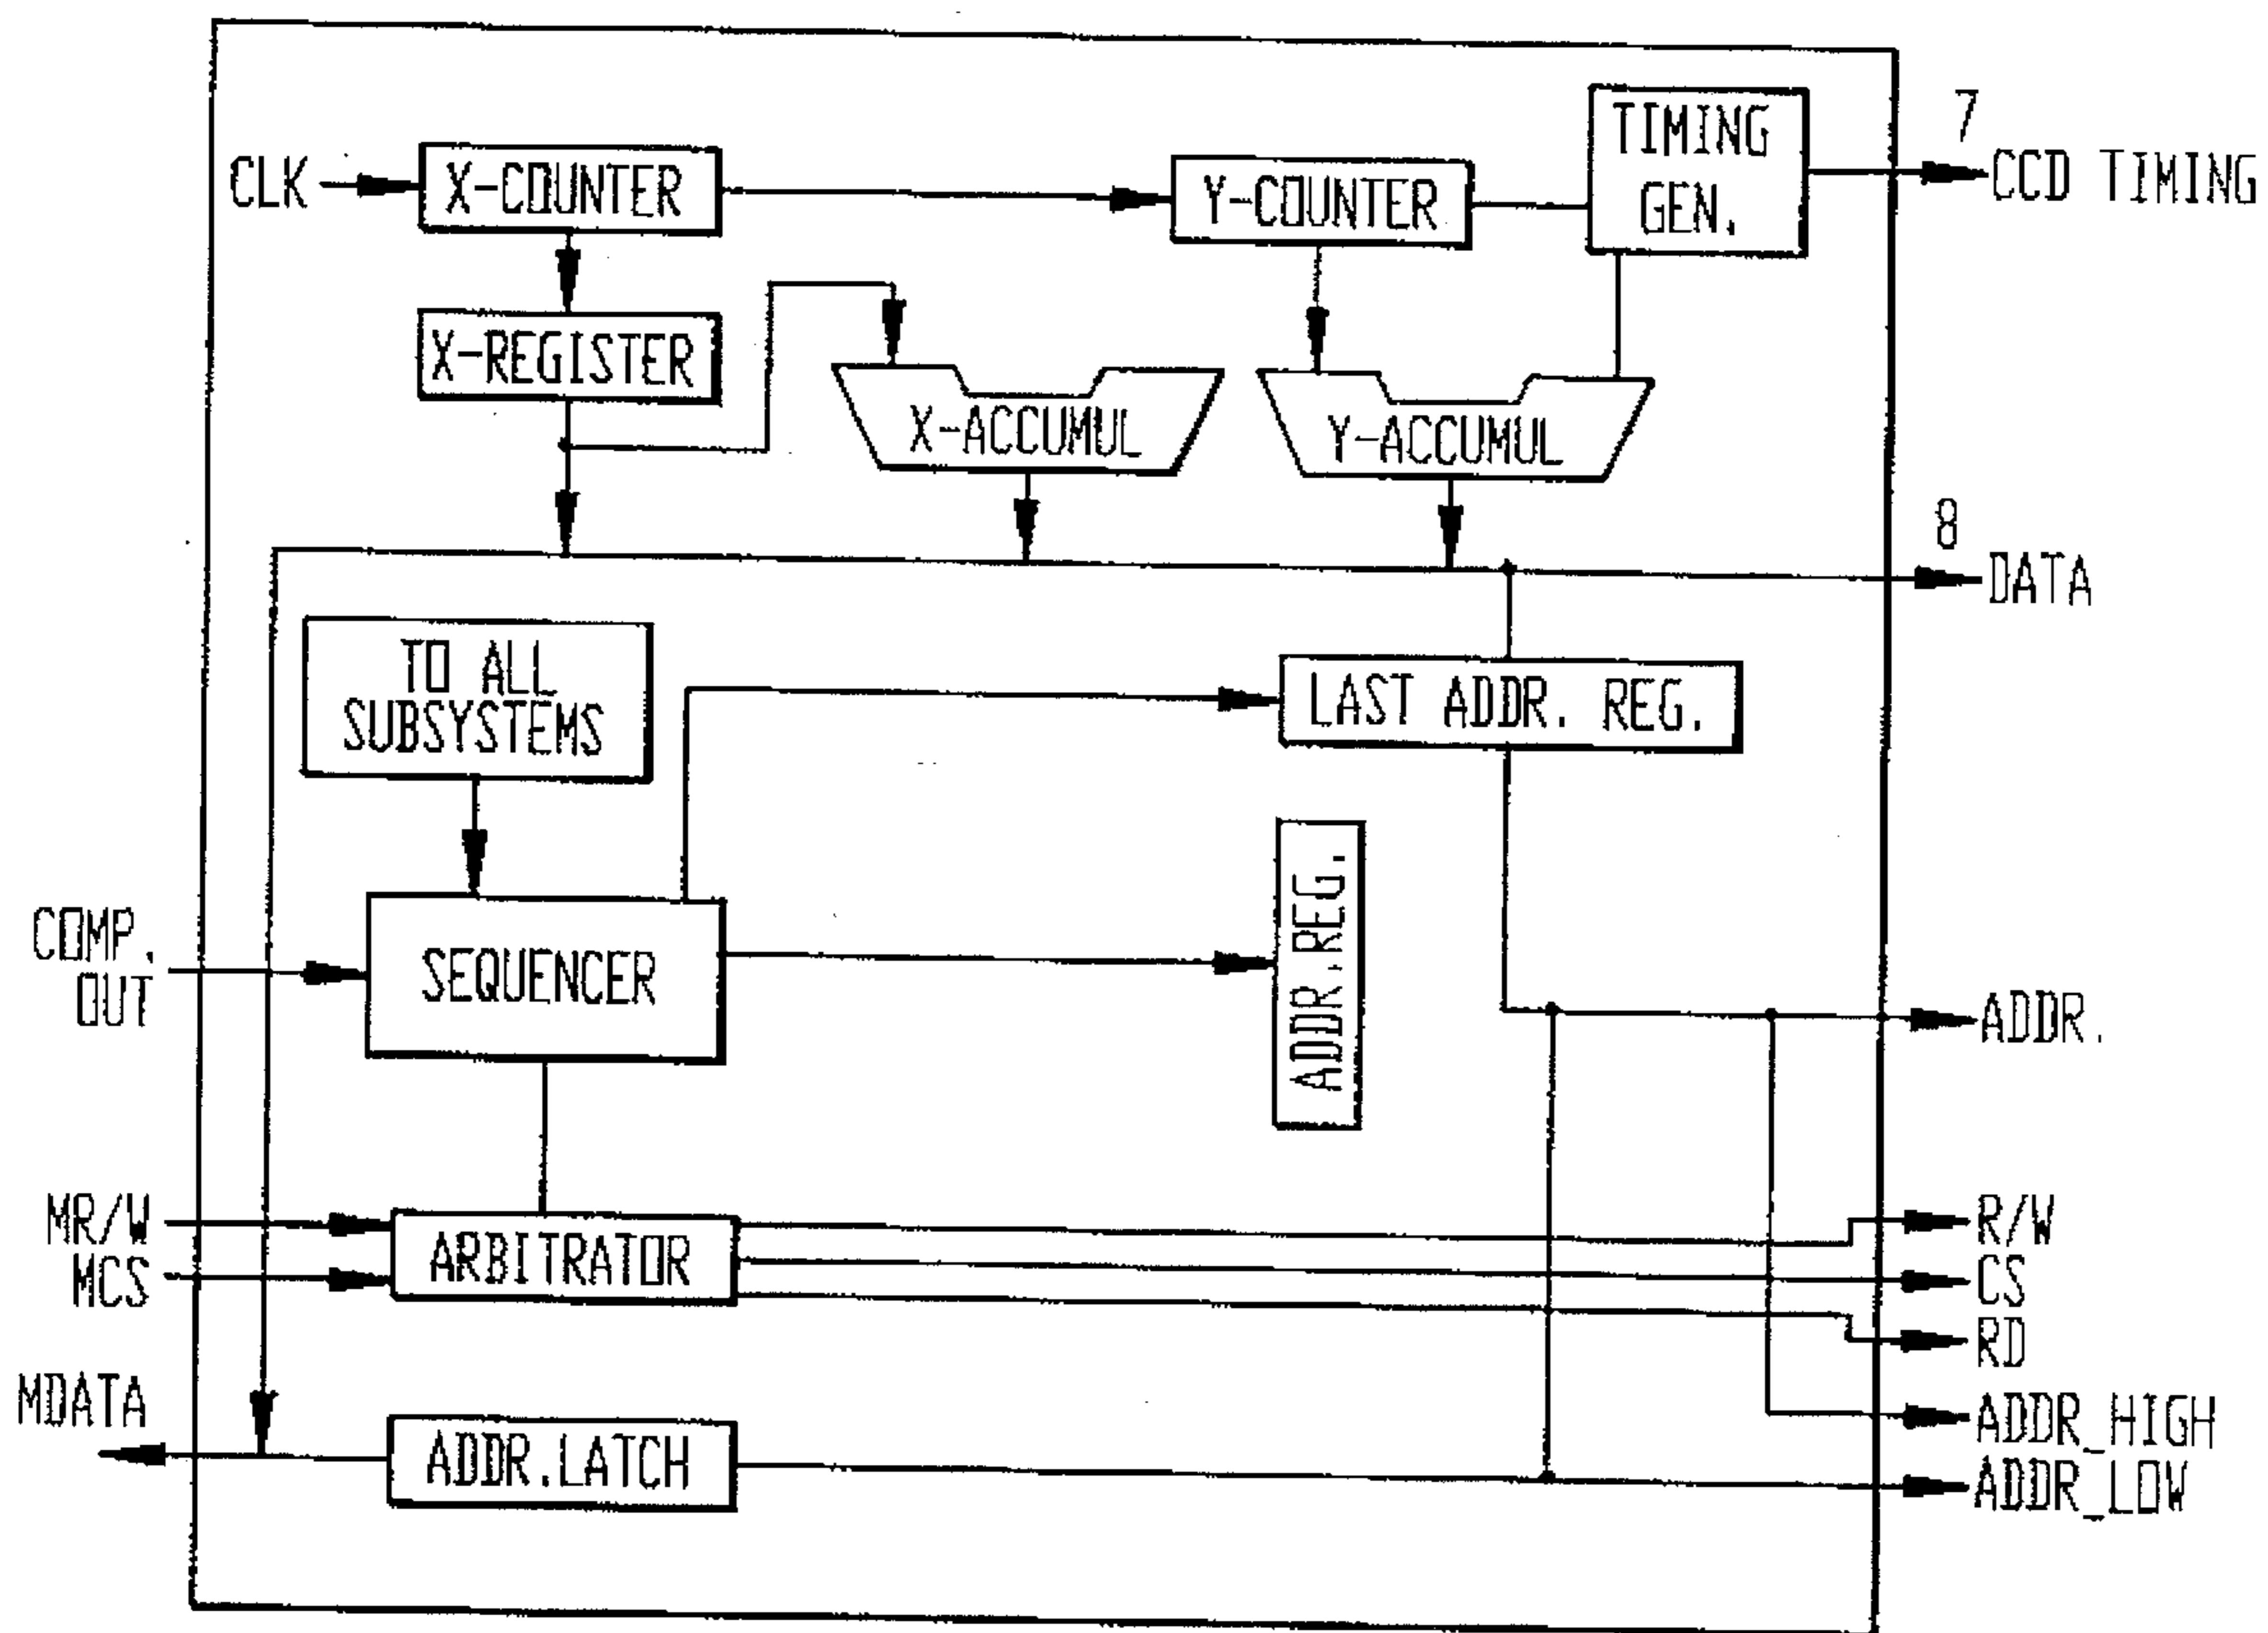 7
TIMING
GEN.
CLK
X-COUNTER
Y-COUNTER
CCD TIMING
X-REGISTER
X-ACCUMUL
Y-ACCUMUL
8
DATA
TO ALL
SUBSYSTEMS
LAST ADDR. REG.
COMP.
OUT
SEQUENCER
ADDR.REG.
ADDR.
MR/W
MCS
ARBITRATOR
R/W
CS
RD
MDATA
ADDR.LATCH
ADDR_HIGH
ADDR_LOW